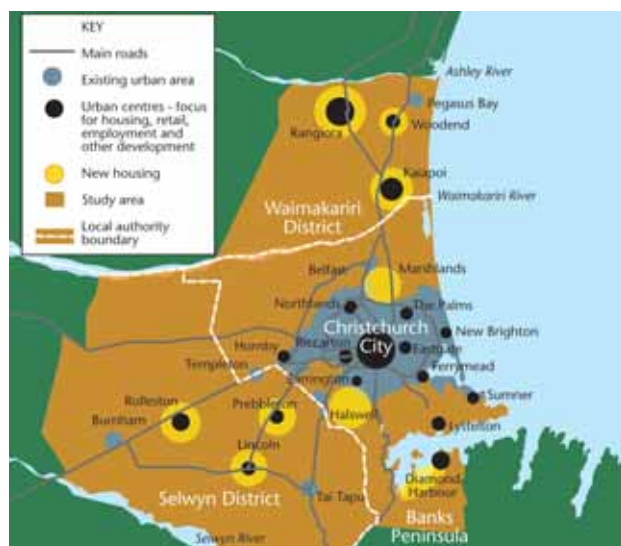 KEY
Main roads
Existing urban area
Urban centres - focus
for housing, retail,
employment and
other development
New housing
Study area
Local authority
boundary
Ashley River
Pegasus Bay
Woodend
Rangiora
Kaiapoi
Waimakariri River
Waimakariri
District
Belfast
Marshlands
Northlands
The Palms
New Brighton
Christchurch
City
Hornby
Riccarton
Eastgate
Templeton
Ferrymead
Barrington
Sumner
Rolleston
Prebbleton
Halswell
Burnham
Lyttelton
Lincoln
Diamond
Harbour
Selwyn District
Tai Tapu
Banks
Peninsula
Selwyn River